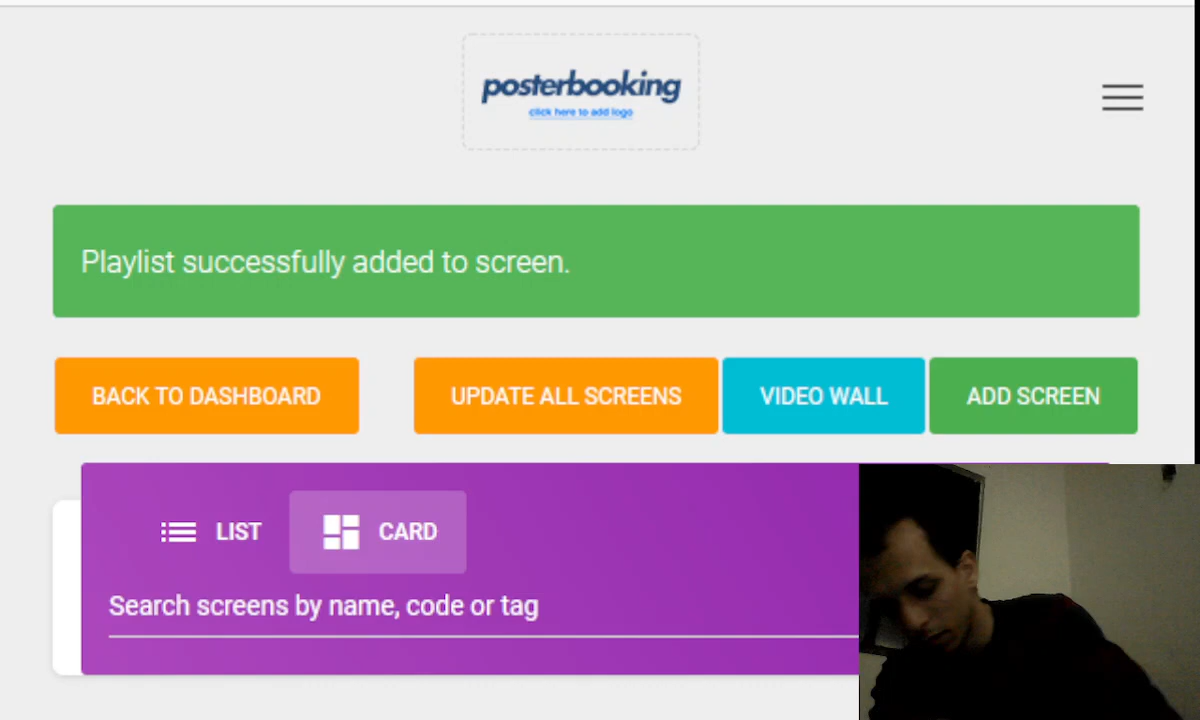 posterbooking
click here to add logo
Playlist successfully added to screen.
BACK TO DASHBOARD
UPDATE ALL SCREENS
VIDEO WALL
ADD SCREEN
LIST
CARD
Search screens by name, code or tag